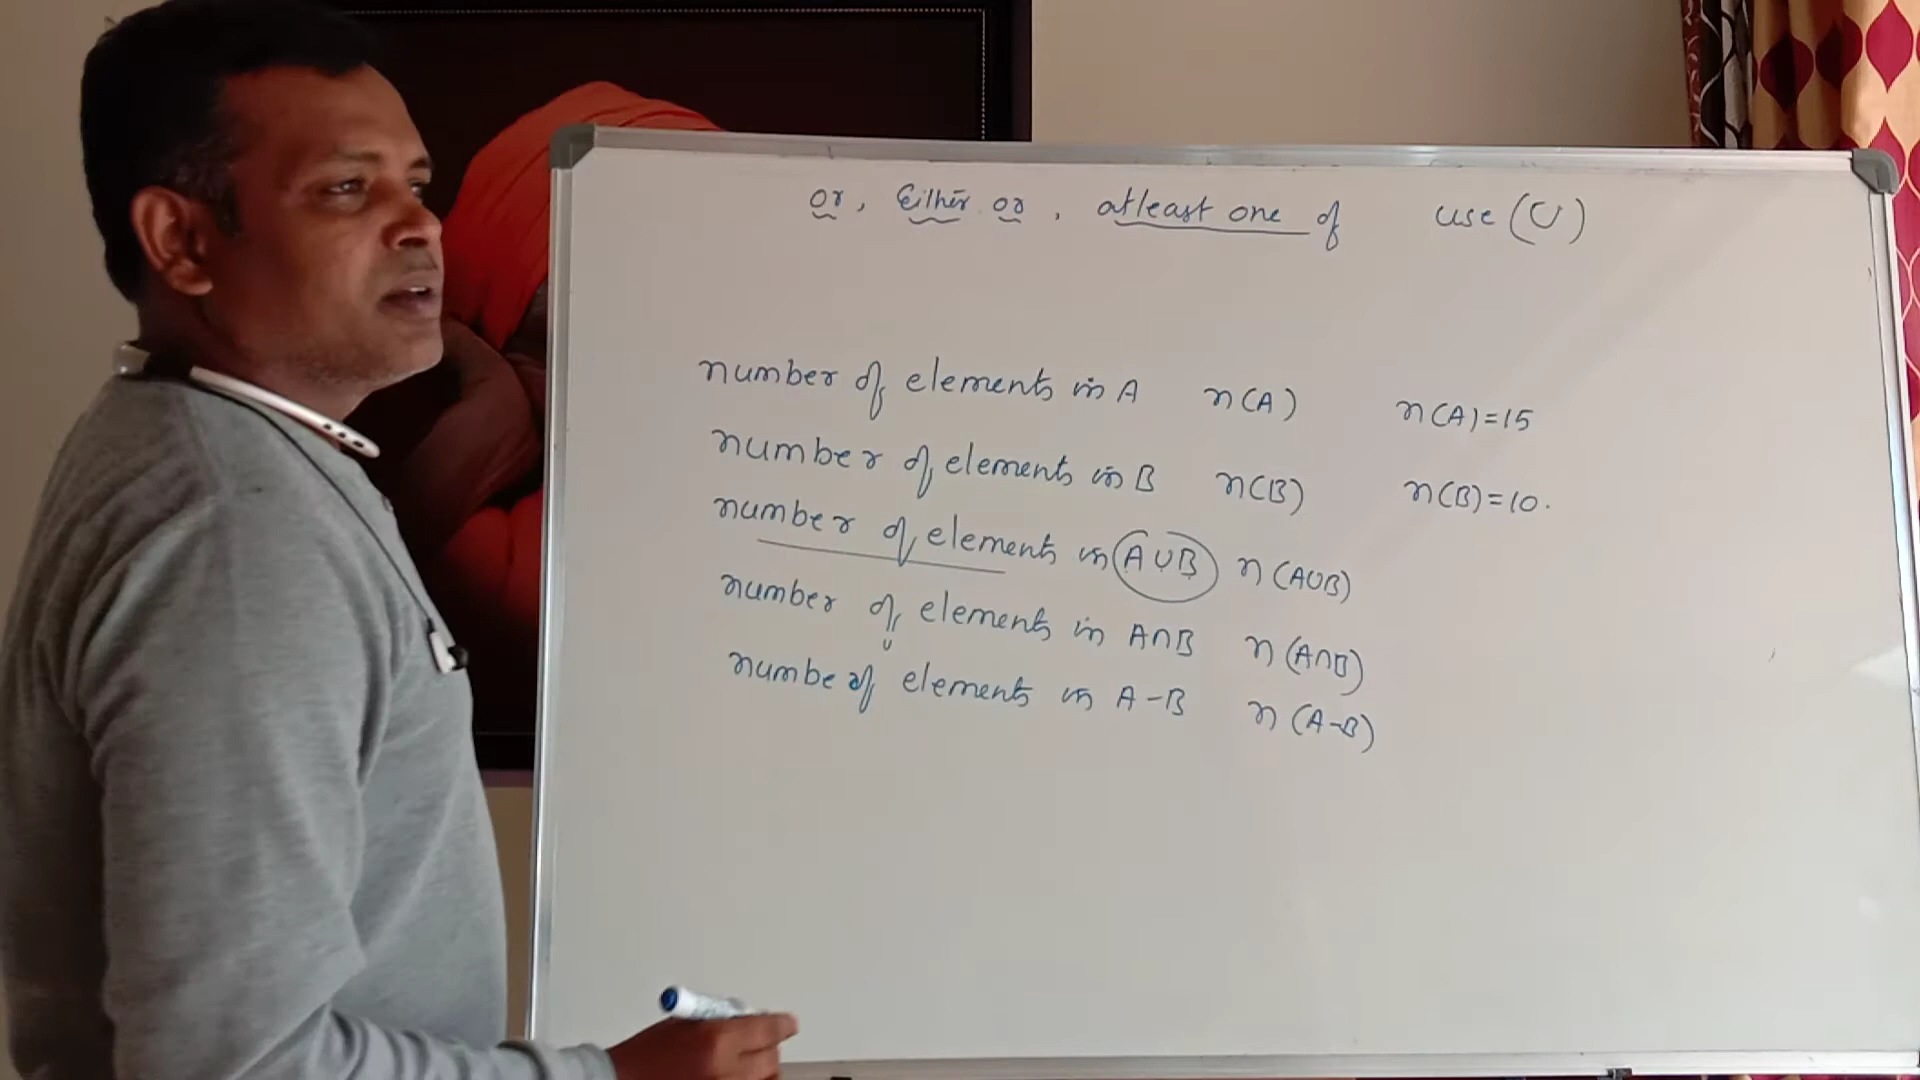 or, Either or, atleast one of use (U)
number of elements in A n(A) n(A)=15
number of elements in B n(B) n(B)=10.
number of elements in A∪B n(A∪B)
number of elements in A∩B n(A∩B)
numbe of elements in A-B n(A-B)